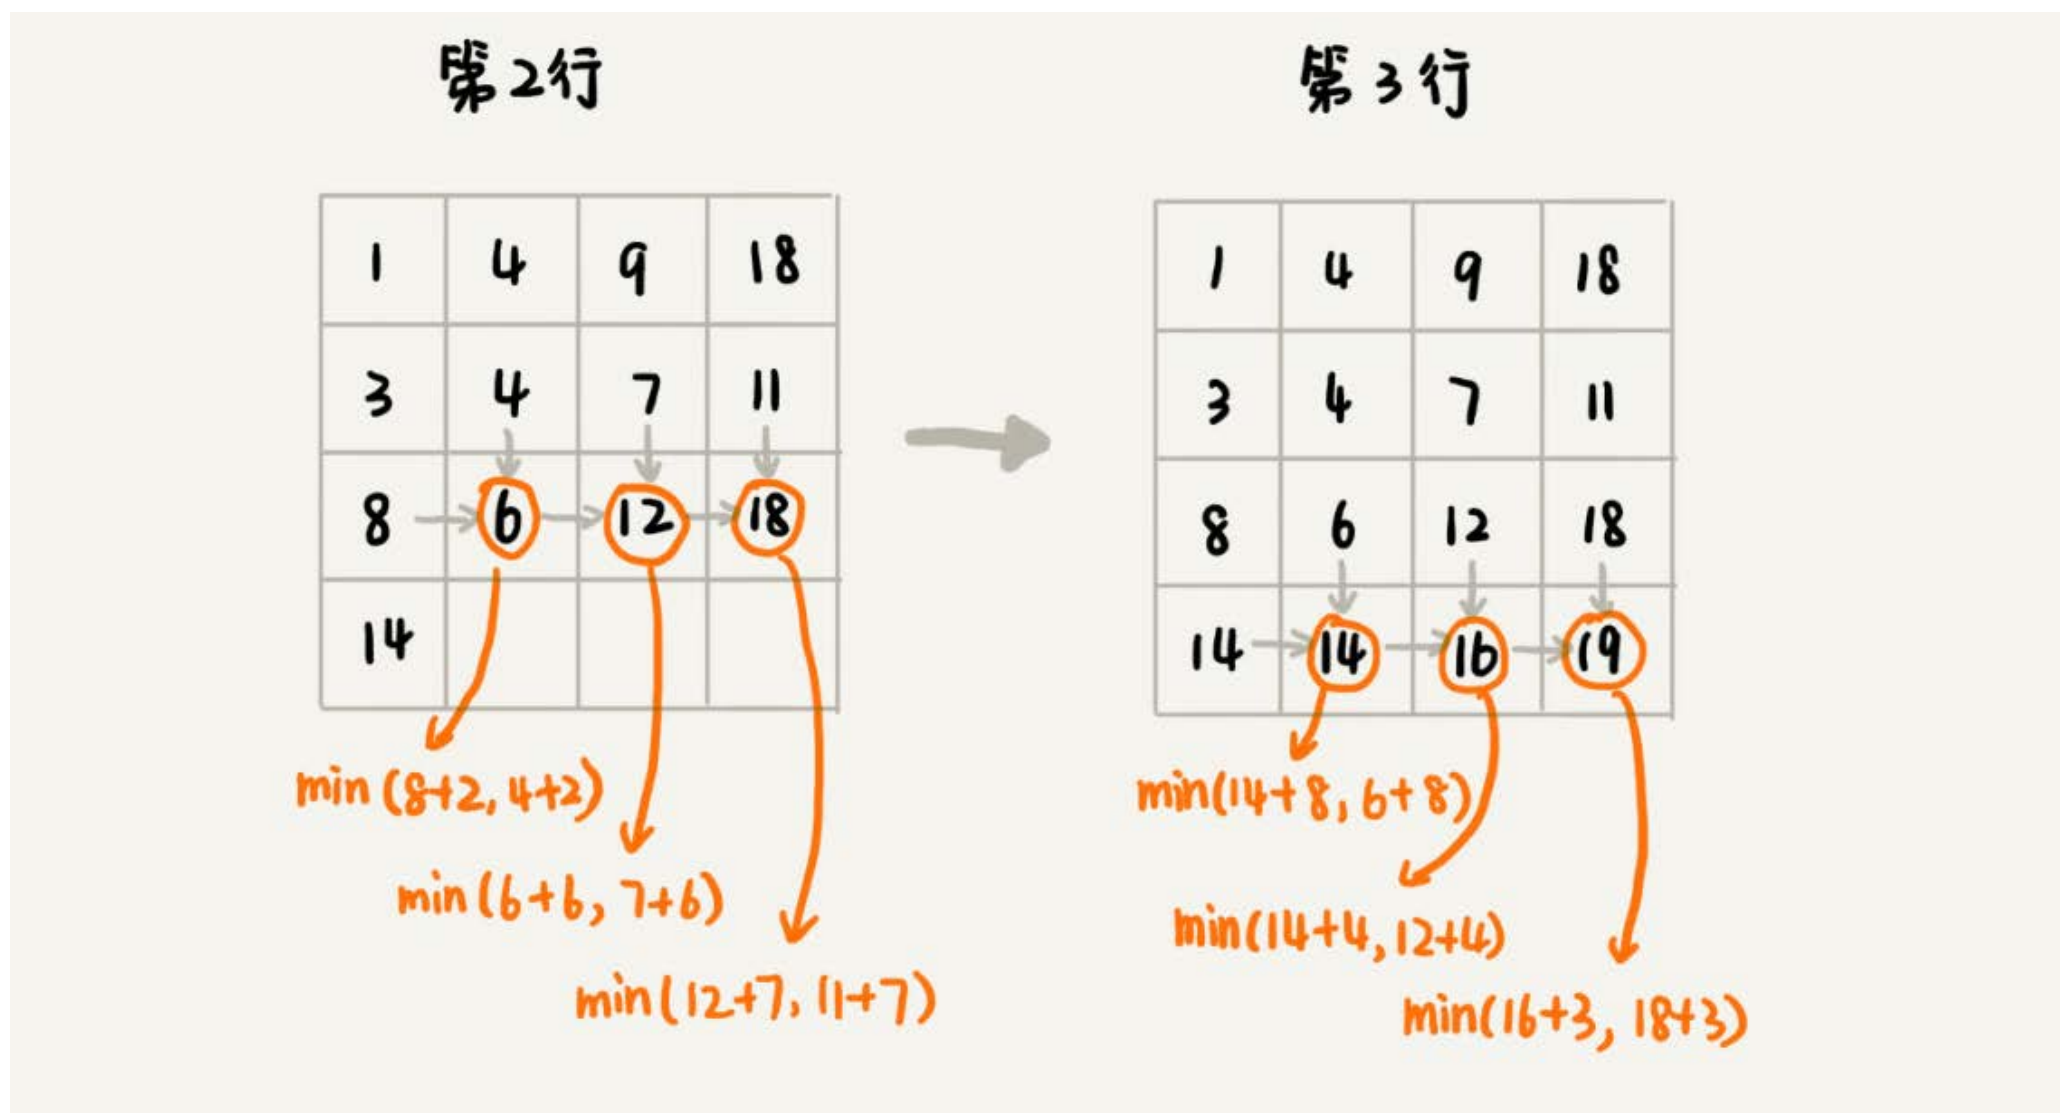 第2行
1 4 9 18
3 4 7 11
8 6 12 18
14
min(8+2, 4+2)
min(6+6, 7+6)
min(12+7, 11+7)
第3行
1 4 9 18
3 4 7 11
8 6 12 18
14 14 16 19
min(14+8, 6+8)
min(14+4, 12+4)
min(16+3, 18+3)